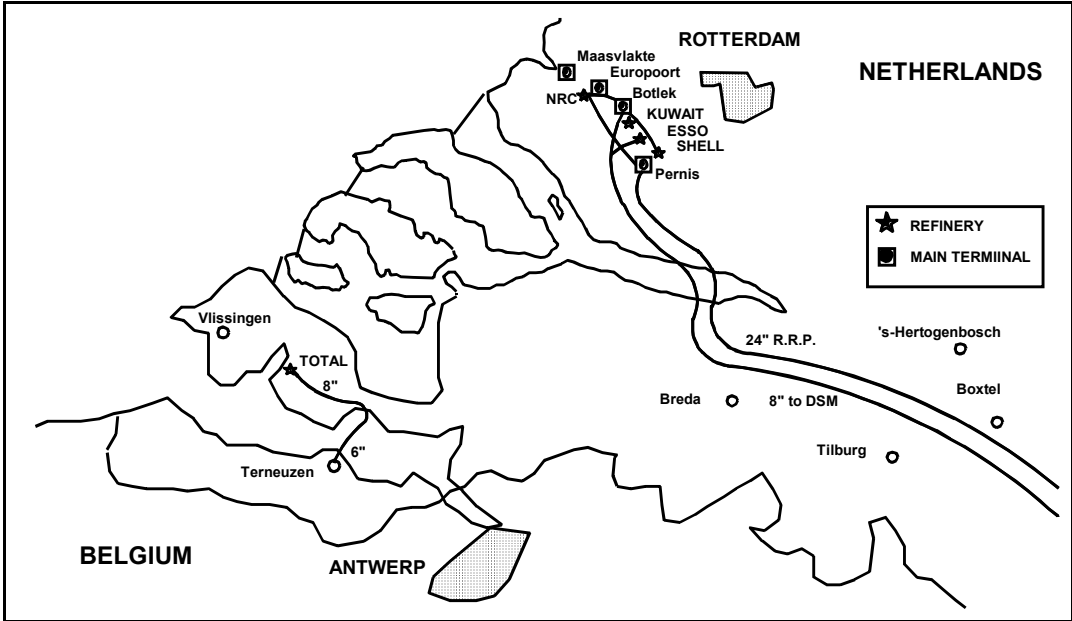 ROTTERDAM
Maasvlakte
NETHERLANDS
Europoort
NRC
Botlek
KUWAIT
ESSO
SHELL
Pernis
REFINERY
MAIN TERMIINAL
Vlissingen
24" R.R.P.
's-Hertogenbosch
TOTAL
8"
Breda
8" to DSM
Boxtel
6"
Tilburg
Terneuzen
BELGIUM
ANTWERP